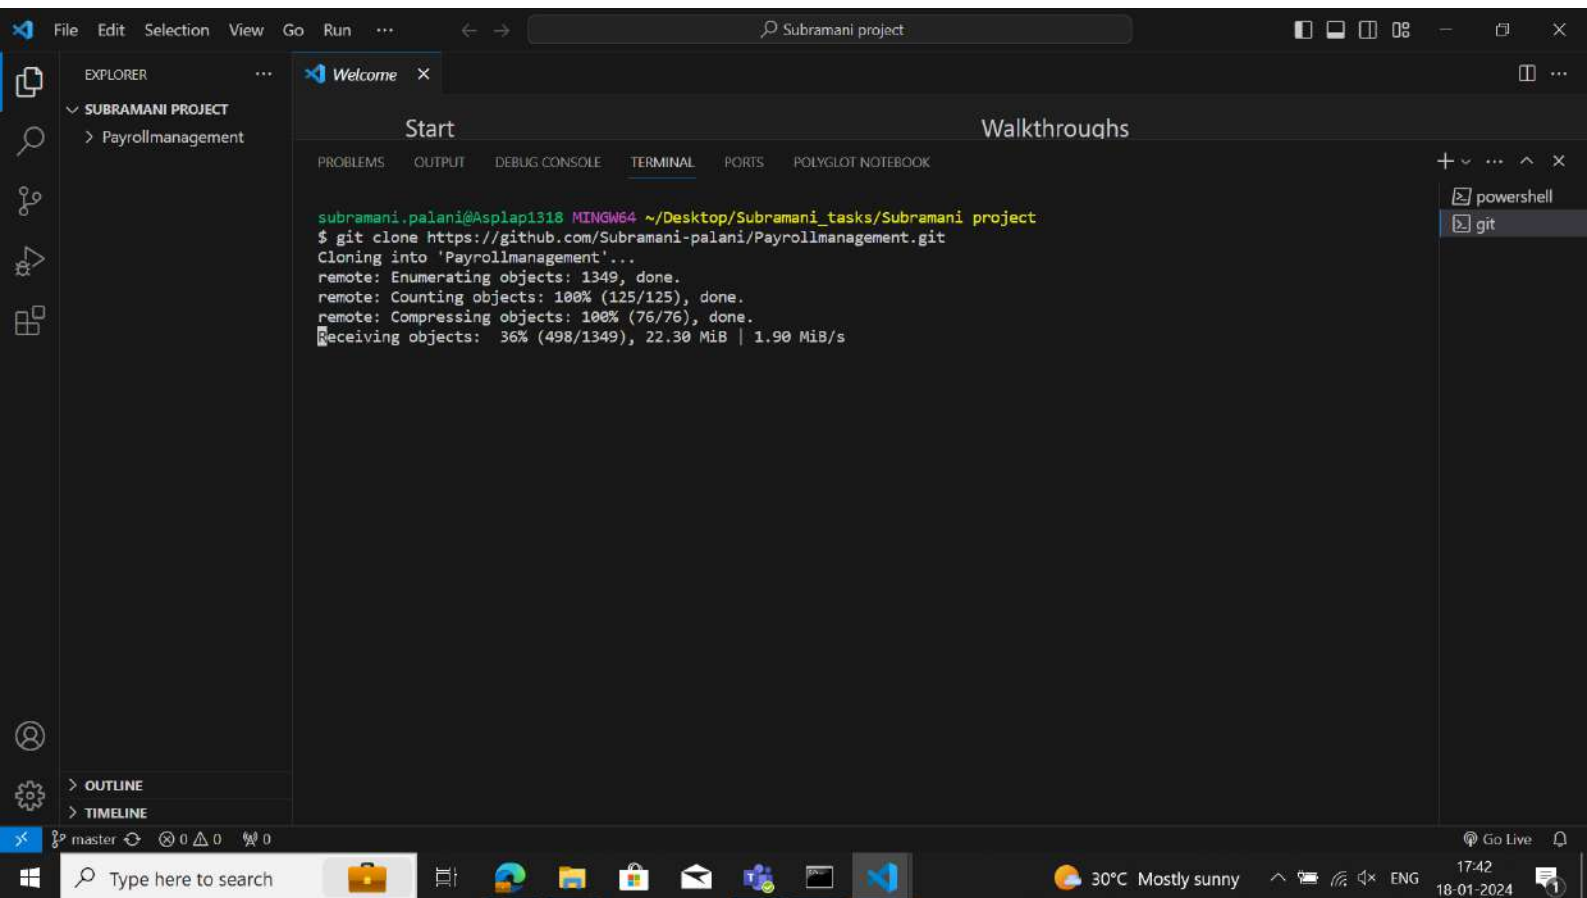 File Edit Selection View Go Run ··· Subramani project
EXPLORER ···
Welcome
SUBRAMANI PROJECT
Payrollmanagement
Start Walkthroughs
PROBLEMS OUTPUT DEBUG CONSOLE TERMINAL PORTS POLYGLOT NOTEBOOK
powershell
git
subramani.palani@Asplap1318 MINGW64 ~/Desktop/Subramani_tasks/Subramani project
$ git clone https://github.com/Subramani-palani/Payrollmanagement.git
Cloning into 'Payrollmanagement'...
remote: Enumerating objects: 1349, done.
remote: Counting objects: 100% (125/125), done.
remote: Compressing objects: 100% (76/76), done.
Receiving objects: 36% (498/1349), 22.30 MiB | 1.90 MiB/s
OUTLINE
TIMELINE
master 0 0 0 Go Live
Type here to search 30°C Mostly sunny ENG 17:42
18-01-2024 1